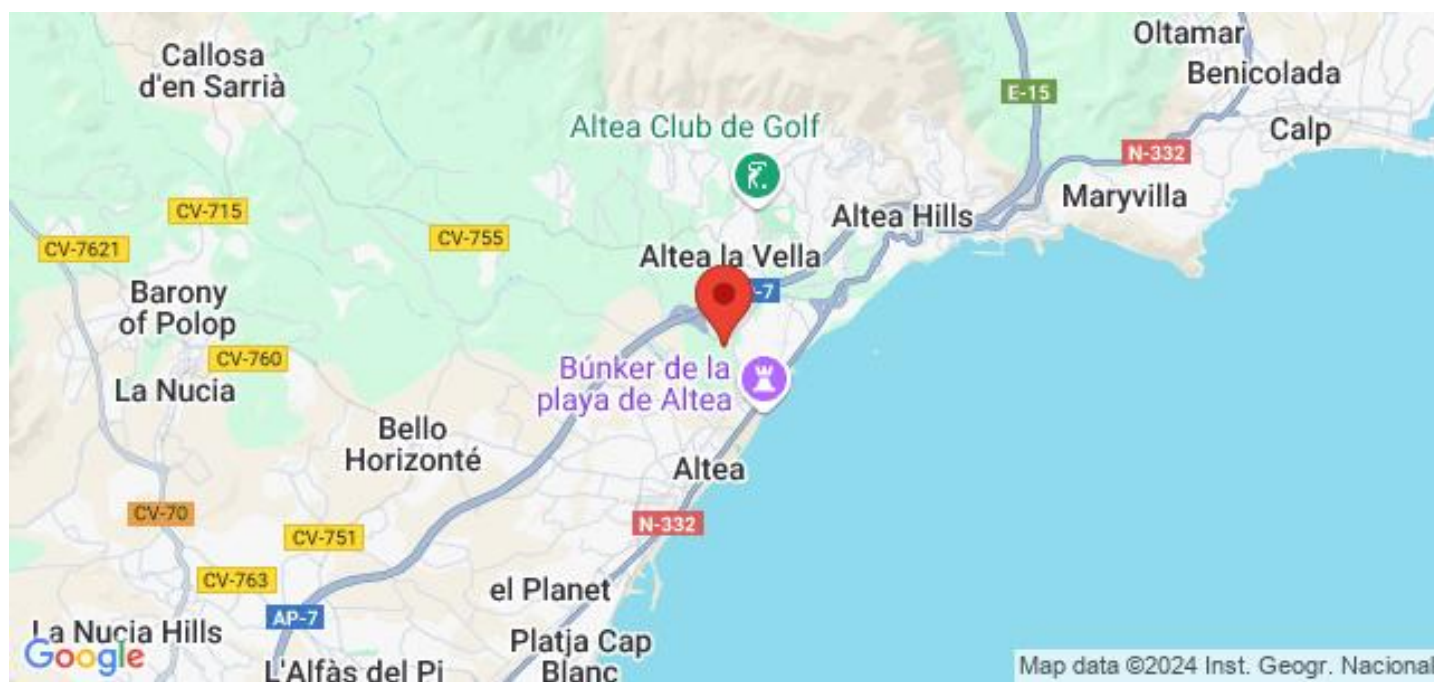 Oltamar
Callosa
d'en Sarrià
Benicolada
E-15
Altea Club de Golf
Calp
N-332
CV-715
Maryvilla
Altea Hills
CV-755
CV-7621
Altea la Vella
-7
Barony
of Polop
CV-760
Búnker de la
playa de Altea
La Nucia
Bello
Horizonté
Altea
CV-70
N-332
CV-751
CV-763
el Planet
AP-7
La Nucia Hills
Platja Cap
Blanc
Google
L'Alfàs del Pi
Map data ©2024 Inst. Geogr. Nacional